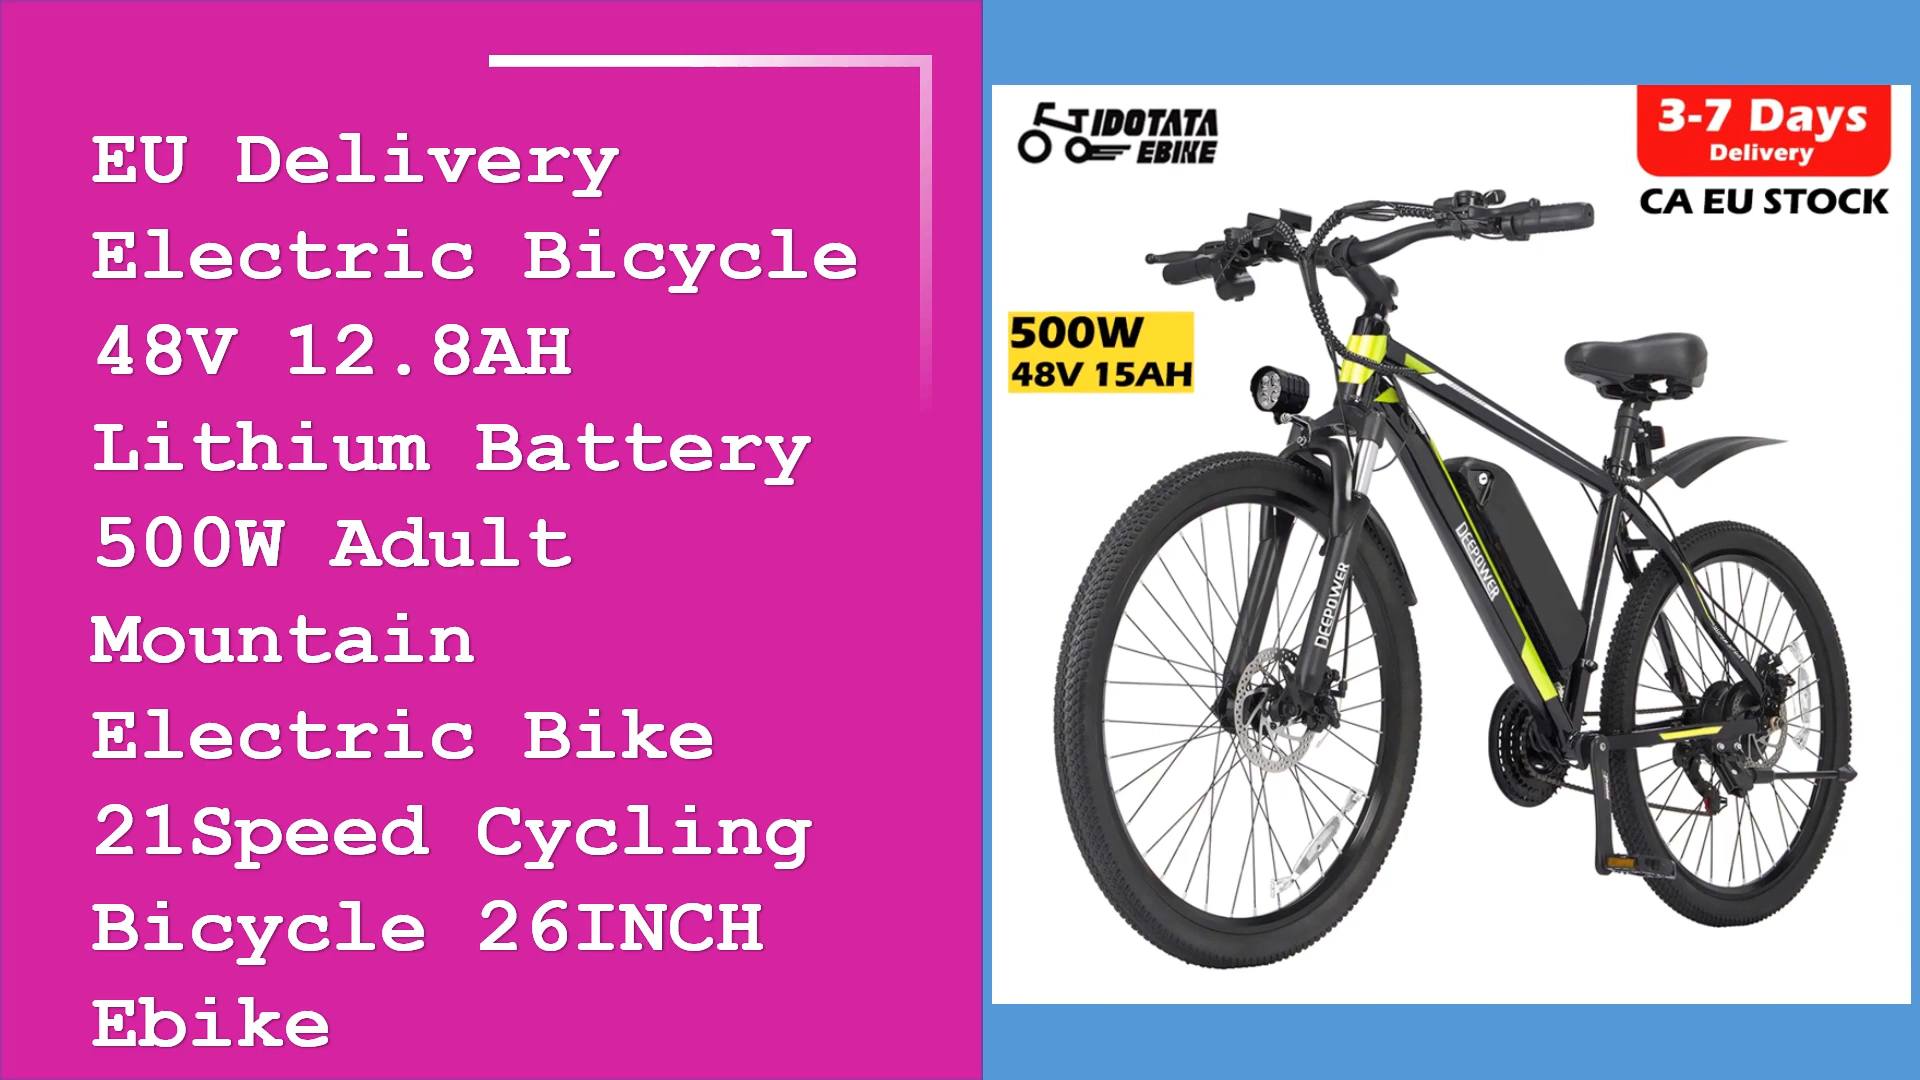 EU Delivery
Electric Bicycle
48V 12.8AH
Lithium Battery
500W Adult
Mountain
Electric Bike
21Speed Cycling
Bicycle 26INCH
Ebike
IDOTATA
EBIKE
3-7 Days
Delivery
CA EU STOCK
500W
48V 15AH
DEEPOWER
DEEPOWER